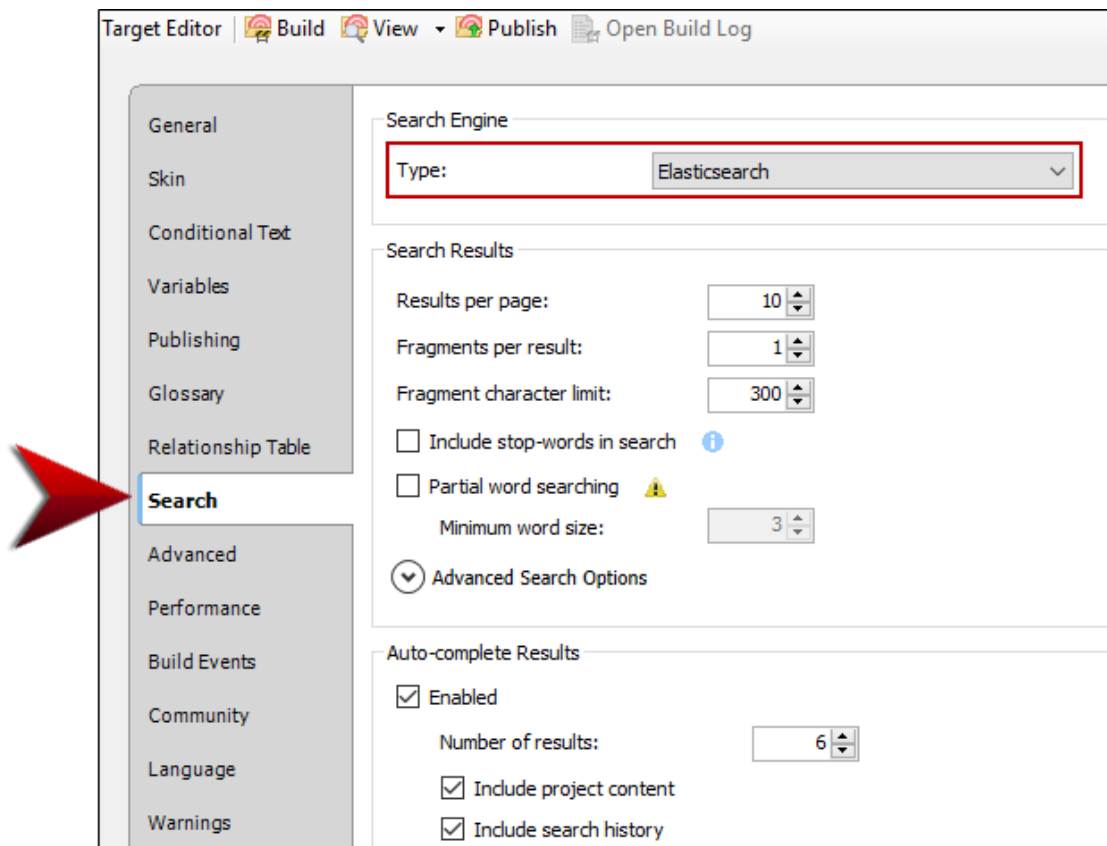 Target Editor Build View Publish Open Build Log
General
Skin
Conditional Text
Variables
Publishing
Glossary
Relationship Table
Search
Advanced
Performance
Build Events
Community
Language
Warnings
Search Engine
Type: Elasticsearch
Search Results
Results per page: 10
Fragments per result: 1
Fragment character limit: 300
Include stop-words in search
Partial word searching
Minimum word size: 3
Advanced Search Options
Auto-complete Results
Enabled
Number of results: 6
Include project content
Include search history